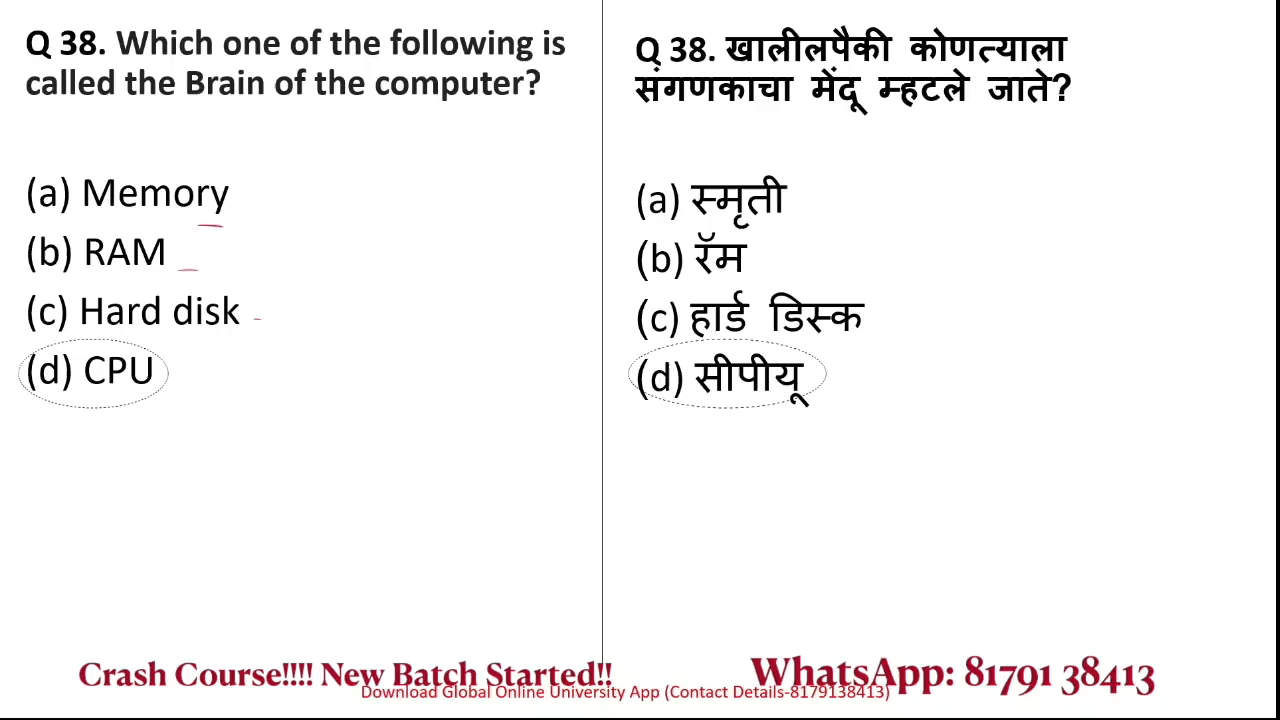 Q 38. Which one of the following is
called the Brain of the computer?
(a) Memory
(b) RAM
(c) Hard disk
(d) CPU
Q 38. खालीलपैकी कोणत्याला
संगणकाचा मेंदू म्हटले जाते?
(a) स्मृती
(b) रॅम
(c) हार्ड डिस्क
(d) सीपीयू
Crash Course!!!! New Batch Started!!
WhatsApp: 81791 38413
Download Global Online University App (Contact Details-8179138413)